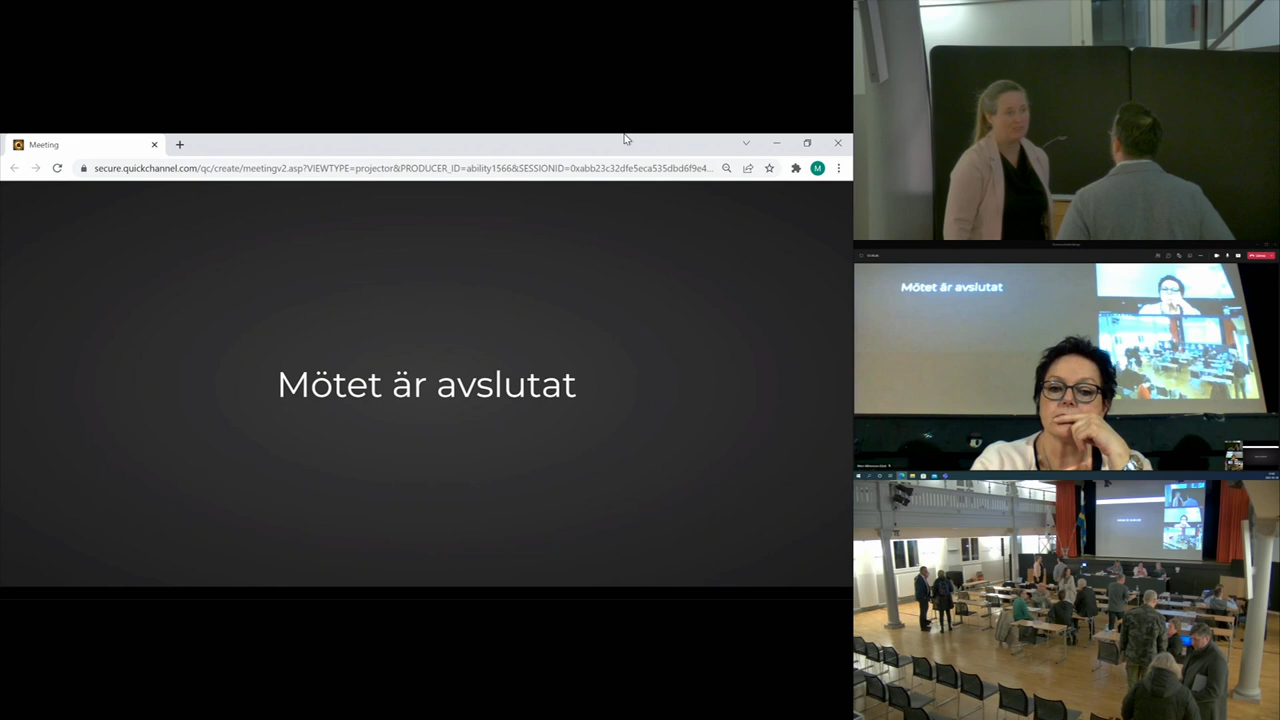 Meeting
secure.quickchannel.com/qc/create/meetingv2.asp?VIEWTYPE=projector&PRODUCER_ID=ability1566&SESSIONID=0xabb23c32dfe5eca535dbd6f9e4...
M
Mötet är avslutat
Mötet är avslutat